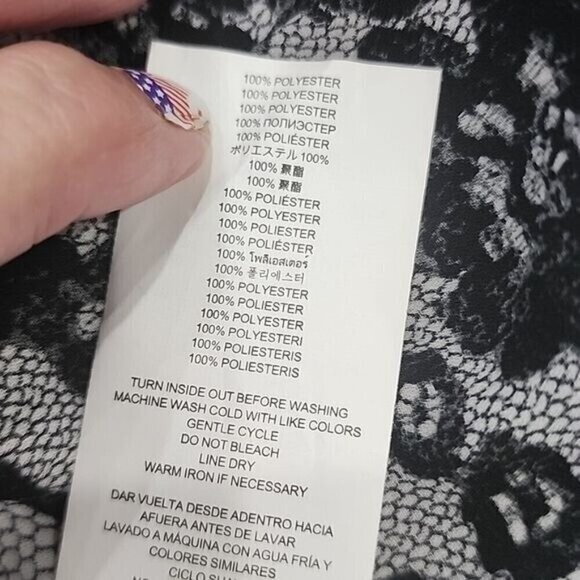 100% POLYESTER
100% POLYESTER
100% POLYESTER
100% ПОЛИЭСТЕР
100% POLIÉSTER
ポリエステル 100%
100% 聚酯
100% 聚酯
100% POLIÉSTER
100% POLYESTER
100% POLYESTER
100% POLIÉSTER
100% โพลีเอสเตอร์
100% 폴리에스터
100% POLYESTER
100% POLIESTER
100% POLYESTER
100% POLYESTERI
100% POLIESTERIS
100% POLIESTERIS
TURN INSIDE OUT BEFORE WASHING
MACHINE WASH COLD WITH LIKE COLORS
GENTLE CYCLE
DO NOT BLEACH
LINE DRY
WARM IRON IF NECESSARY
DAR VUELTA DESDE ADENTRO HACIA
AFUERA ANTES DE LAVAR
LAVADO A MÁQUINA CON AGUA FRÍA Y
COLORES SIMILARES
CICLO